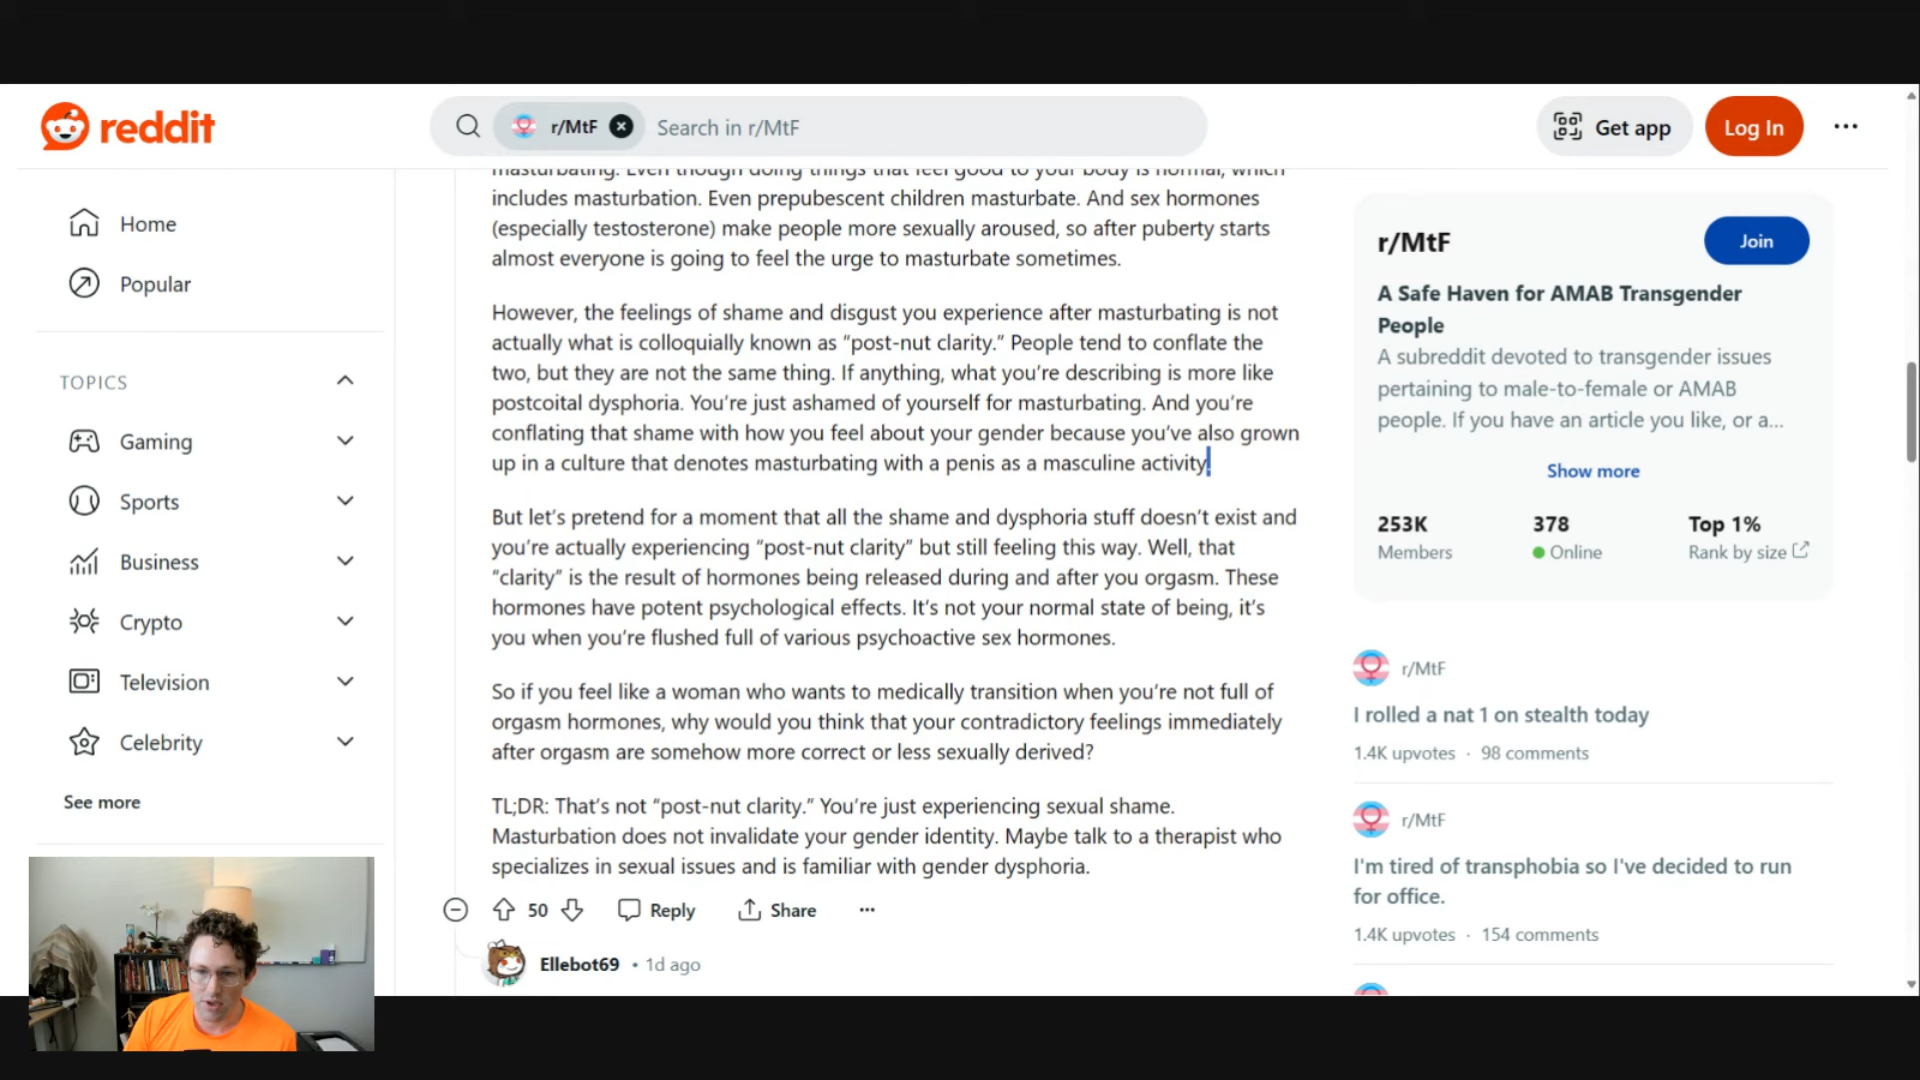 reddit
r/MtF
Search in r/MtF
Get app
Log In
Home
Popular
TOPICS
Gaming
Sports
Business
Crypto
Television
Celebrity
See more
masturbating. Even though doing things that feel good to your body is normal, which
includes masturbation. Even prepubescent children masturbate. And sex hormones
(especially testosterone) make people more sexually aroused, so after puberty starts
almost everyone is going to feel the urge to masturbate sometimes.
However, the feelings of shame and disgust you experience after masturbating is not
actually what is colloquially known as “post-nut clarity.” People tend to conflate the
two, but they are not the same thing. If anything, what you’re describing is more like
postcoital dysphoria. You’re just ashamed of yourself for masturbating. And you’re
conflating that shame with how you feel about your gender because you’ve also grown
up in a culture that denotes masturbating with a penis as a masculine activity.
But let’s pretend for a moment that all the shame and dysphoria stuff doesn’t exist and
you’re actually experiencing “post-nut clarity” but still feeling this way. Well, that
“clarity” is the result of hormones being released during and after you orgasm. These
hormones have potent psychological effects. It’s not your normal state of being, it’s
you when you’re flushed full of various psychoactive sex hormones.
So if you feel like a woman who wants to medically transition when you’re not full of
orgasm hormones, why would you think that your contradictory feelings immediately
after orgasm are somehow more correct or less sexually derived?
TL;DR: That’s not “post-nut clarity.” You’re just experiencing sexual shame.
Masturbation does not invalidate your gender identity. Maybe talk to a therapist who
specializes in sexual issues and is familiar with gender dysphoria.
50 Reply Share
Ellebot69 • 1d ago
r/MtF
Join
A Safe Haven for AMAB Transgender
People
A subreddit devoted to transgender issues
pertaining to male-to-female or AMAB
people. If you have an article you like, or a...
Show more
253K 378 Top 1%
Members Online Rank by size
r/MtF
I rolled a nat 1 on stealth today
1.4K upvotes · 98 comments
r/MtF
I'm tired of transphobia so I've decided to run
for office.
1.4K upvotes · 154 comments